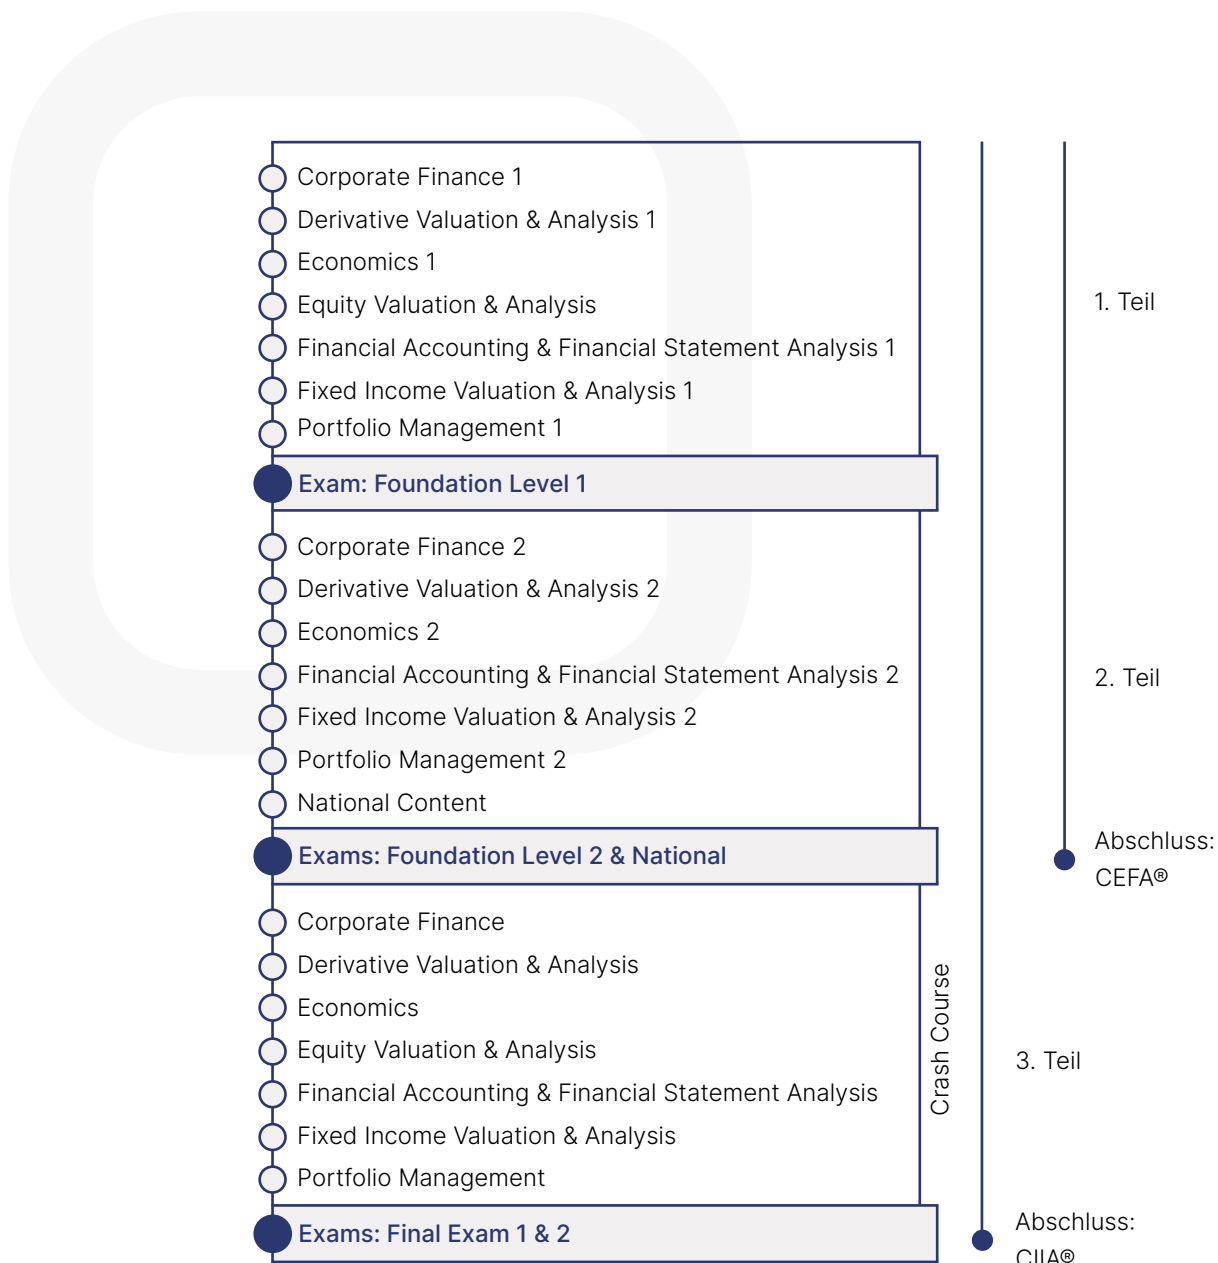 Corporate Finance 1
Derivative Valuation & Analysis 1
Economics 1
Equity Valuation & Analysis
Financial Accounting & Financial Statement Analysis 1
Fixed Income Valuation & Analysis 1
Portfolio Management 1
1. Teil
Exam: Foundation Level 1
Corporate Finance 2
Derivative Valuation & Analysis 2
Economics 2
Financial Accounting & Financial Statement Analysis 2
Fixed Income Valuation & Analysis 2
Portfolio Management 2
National Content
2. Teil
Exams: Foundation Level 2 & National
Abschluss:
CEFA®
Corporate Finance
Derivative Valuation & Analysis
Economics
Equity Valuation & Analysis
Financial Accounting & Financial Statement Analysis
Fixed Income Valuation & Analysis
Portfolio Management
Crash Course
3. Teil
Exams: Final Exam 1 & 2
Abschluss:
CIIA®